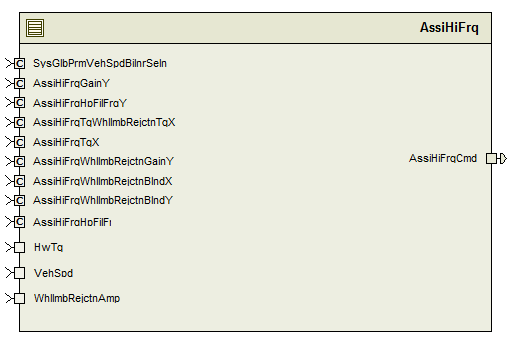 AssiHiFrq
SysGlbPrmVehSpdBilnrSeln
AssiHiFrqGainY
AssiHiFrqHpFilFrqY
AssiHiFrqTqWhlImbRejctnTqX
AssiHiFrqTqX
AssiHiFrqWhlImbRejctnGainY
AssiHiFrqWhlImbRejctnBlndX
AssiHiFrqWhlImbRejctnBlndY
AssiHiFrqHpFilFr
HwTq
VehSpd
WhlImbRejctnAmp
AssiHiFrqCmd
C
C
C
C
C
C
C
C
C